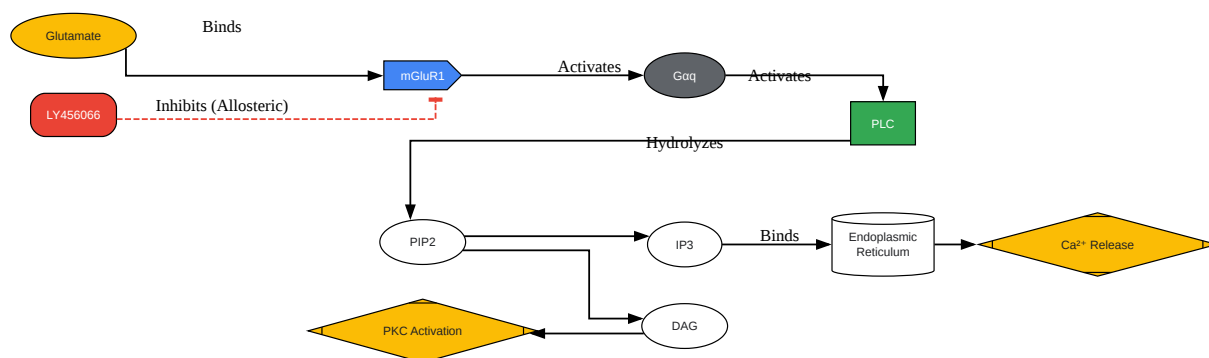 Binds
Glutamate
mGluR1
Activates
Gαq
Activates
LY456066
Inhibits (Allosteric)
PLC
Hydrolyzes
PIP2
IP3
Binds
Endoplasmic
Reticulum
Ca²⁺ Release
PKC Activation
DAG